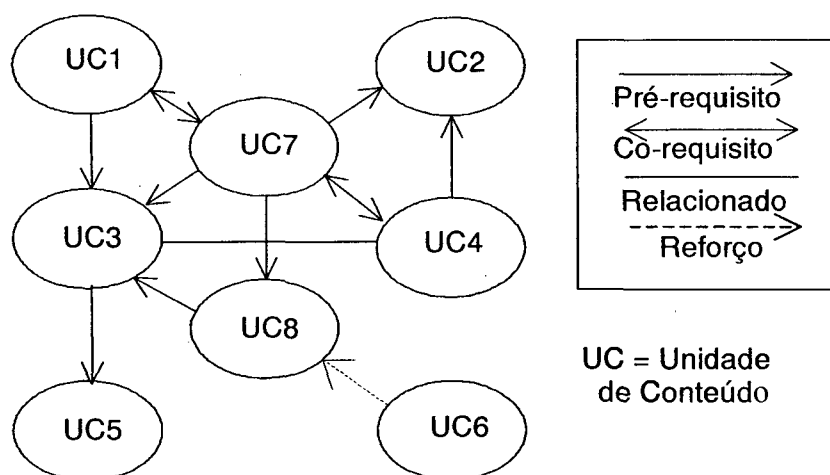 UC1
UC2
UC7
UC3
UC4
UC8
UC5
UC6
Pré-requisito
Co-requisito
Relacionado
Reforço
UC = Unidade
de Conteúdo